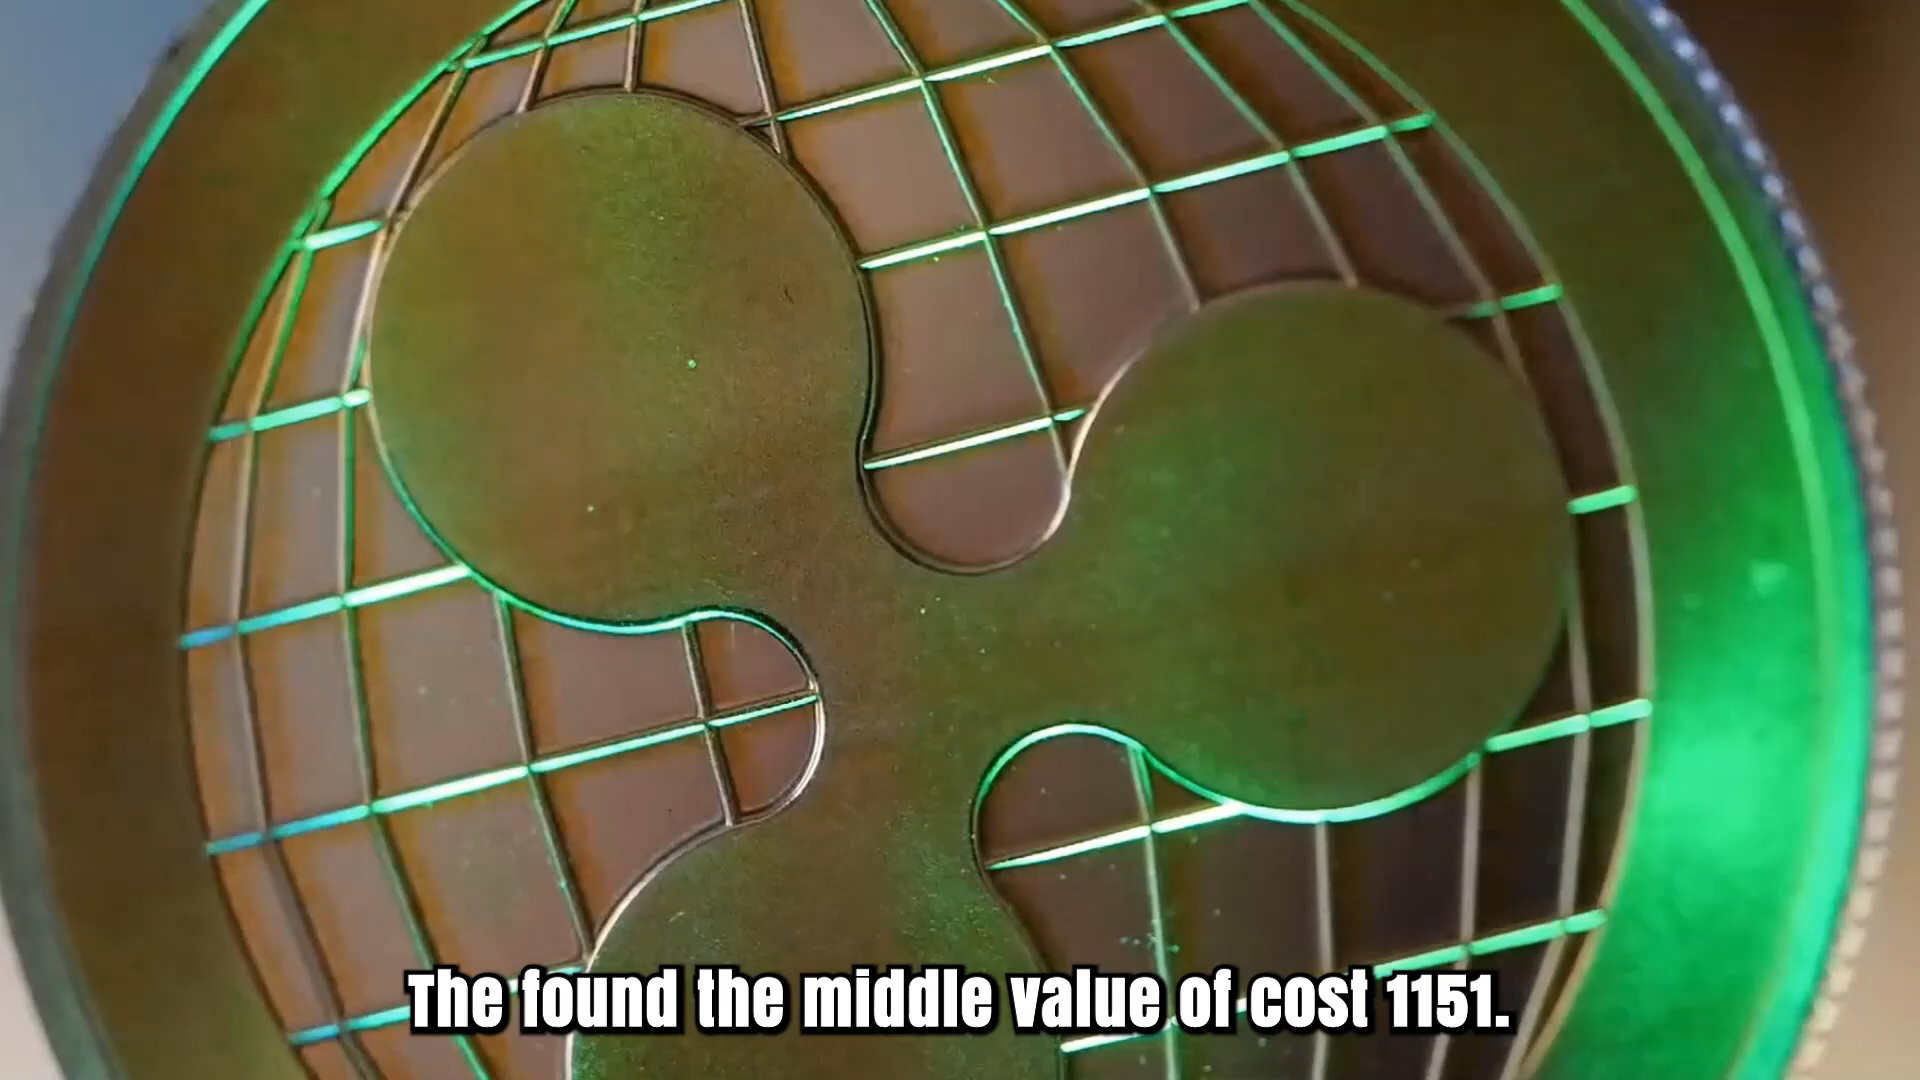 The found the middle value of cost 1151.